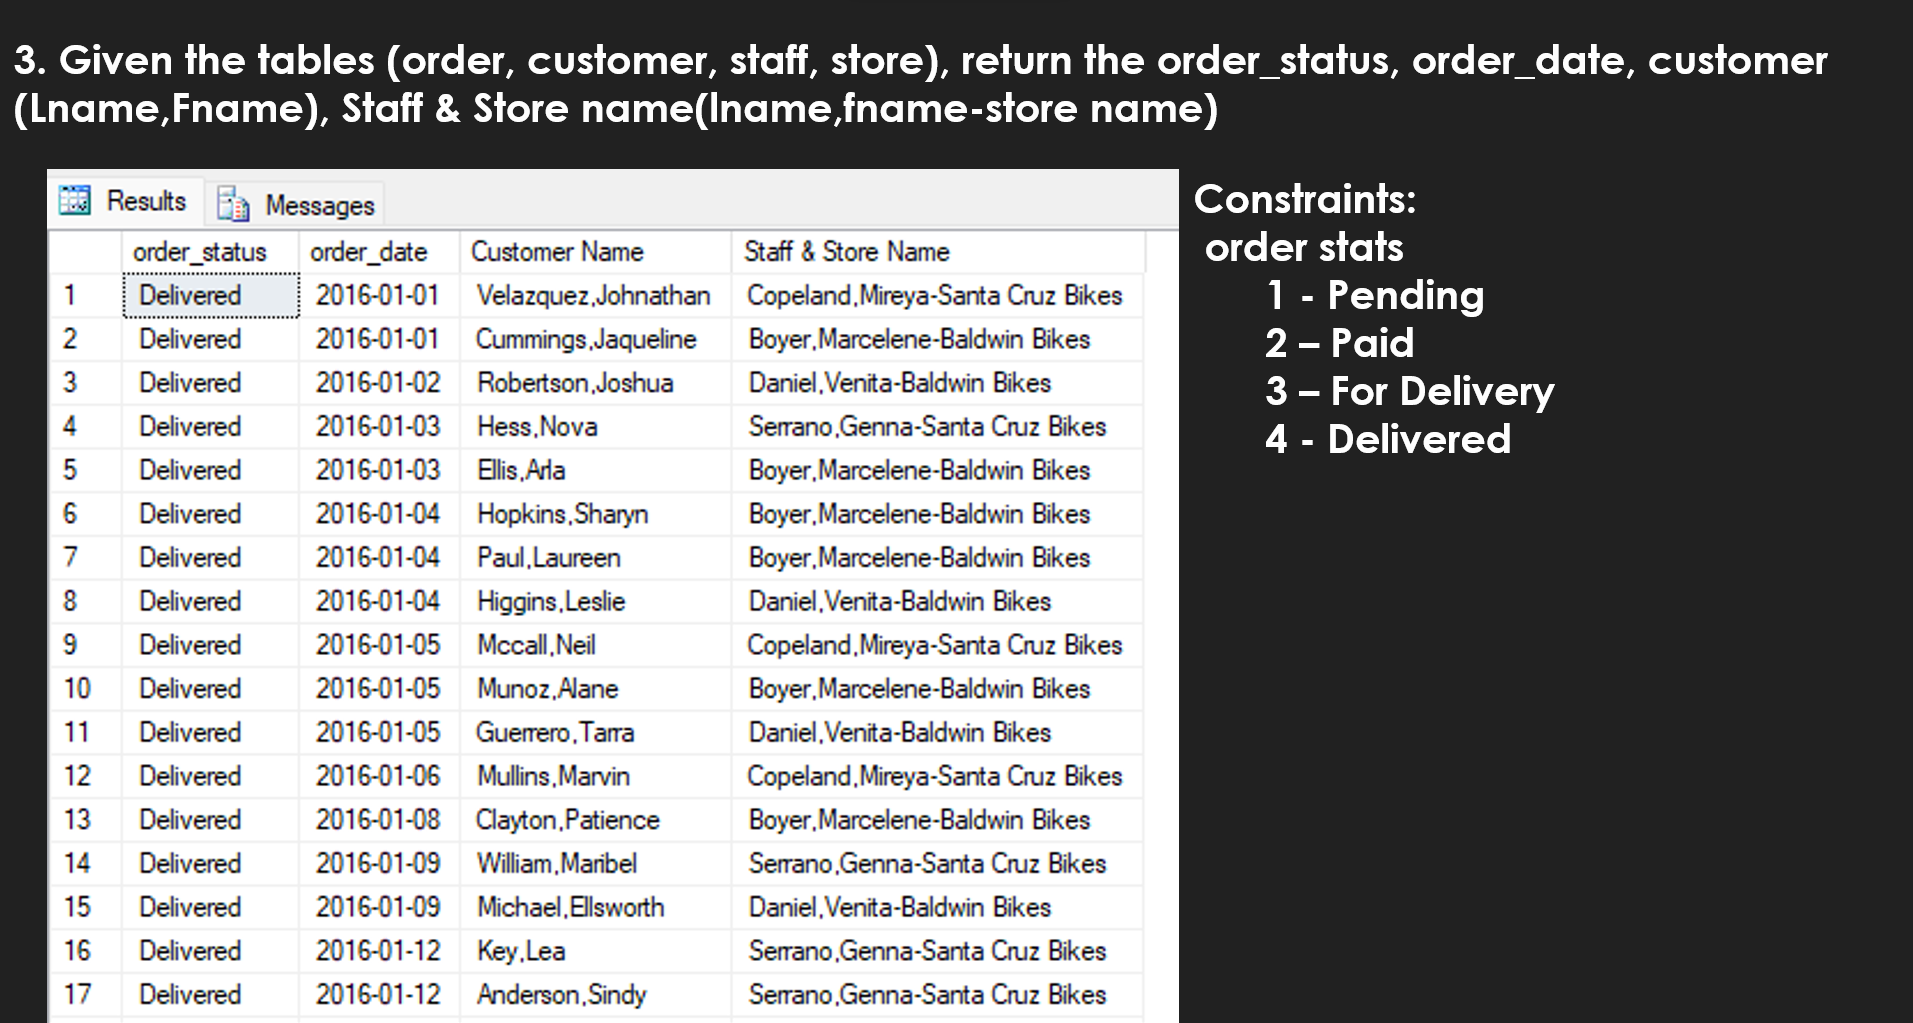 3. Given the tables (order, customer, staff, store), return the order_status, order_date, customer
(Lname,Fname), Staff & Store name(lname,fname-store name)
Results Messages
order_status order_date Customer Name Staff & Store Name
1 Delivered 2016-01-01 Velazquez,Johnathan Copeland,Mireya-Santa Cruz Bikes
2 Delivered 2016-01-01 Cummings,Jaqueline Boyer,Marcelene-Baldwin Bikes
3 Delivered 2016-01-02 Robertson,Joshua Daniel,Venita-Baldwin Bikes
4 Delivered 2016-01-03 Hess,Nova Serrano,Genna-Santa Cruz Bikes
5 Delivered 2016-01-03 Ellis,Arla Boyer,Marcelene-Baldwin Bikes
6 Delivered 2016-01-04 Hopkins,Sharyn Boyer,Marcelene-Baldwin Bikes
7 Delivered 2016-01-04 Paul,Laureen Boyer,Marcelene-Baldwin Bikes
8 Delivered 2016-01-04 Higgins,Leslie Daniel,Venita-Baldwin Bikes
9 Delivered 2016-01-05 Mccall,Neil Copeland,Mireya-Santa Cruz Bikes
10 Delivered 2016-01-05 Munoz,Alane Boyer,Marcelene-Baldwin Bikes
11 Delivered 2016-01-05 Guerrero,Tarra Daniel,Venita-Baldwin Bikes
12 Delivered 2016-01-06 Mullins,Marvin Copeland,Mireya-Santa Cruz Bikes
13 Delivered 2016-01-08 Clayton,Patience Boyer,Marcelene-Baldwin Bikes
14 Delivered 2016-01-09 William,Maribel Serrano,Genna-Santa Cruz Bikes
15 Delivered 2016-01-09 Michael,Ellsworth Daniel,Venita-Baldwin Bikes
16 Delivered 2016-01-12 Key,Lea Serrano,Genna-Santa Cruz Bikes
17 Delivered 2016-01-12 Anderson,Sindy Serrano,Genna-Santa Cruz Bikes
Constraints:
order stats
1 - Pending
2 – Paid
3 – For Delivery
4 - Delivered